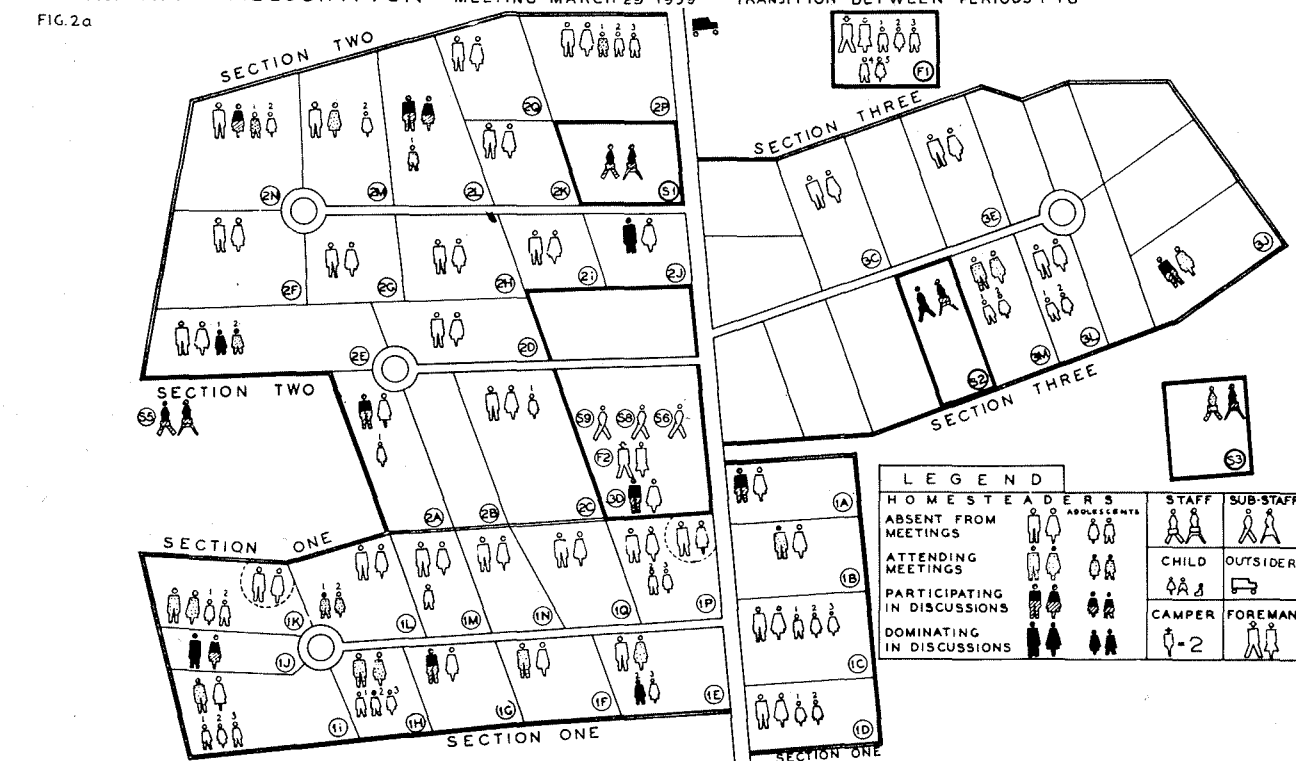 MEETING MARCH 29 1939 TRANSITION BETWEEN PERIODS I-IB
FIG.2a
SECTION TWO
2N
2M
2L
2Q
2K
2P
S1
2F
2G
2H
2i
2J
2E
2D
SECTION TWO
S5
2A
2B
2C
S9
S8
S6
F2
3D
F1
SECTION THREE
3C
3E
3J
S2
3M
3L
SECTION THREE
S3
SECTION ONE
1K
1L
1M
1N
1Q
1P
1J
1i
1H
1G
1F
1E
SECTION ONE
1A
1B
1C
1D
SECTION ONE
LEGEND
HOMESTEADERS
ADOLESCENTS
STAFF
SUB-STAFF
ABSENT FROM
MEETINGS
ATTENDING
MEETINGS
CHILD
OUTSIDER
PARTICIPATING
IN DISCUSSIONS
CAMPER
FOREMAN
DOMINATING
IN DISCUSSIONS
=2